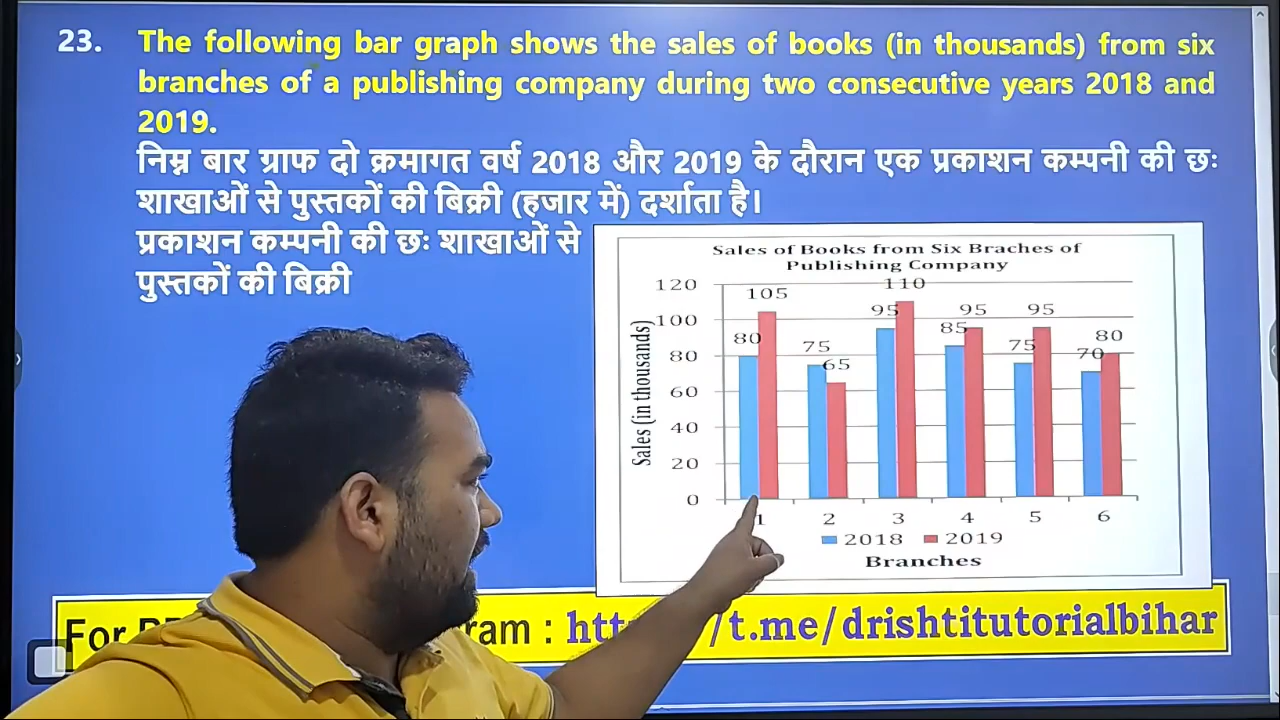 23. The following bar graph shows the sales of books (in thousands) from six
branches of a publishing company during two consecutive years 2018 and
2019.
निम्न बार ग्राफ दो क्रमागत वर्ष 2018 और 2019 के दौरान एक प्रकाशन कम्पनी की छः
शाखाओं से पुस्तकों की बिक्री (हजार में) दर्शाता है।
प्रकाशन कम्पनी की छः शाखाओं से
पुस्तकों की बिक्री
Sales of Books from Six Braches of
Publishing Company
Sales (in thousands)
120
100
80
60
40
20
0
80 105
75 65
95 110
85 95
75 95
70 80
1 2 3 4 5 6
2018 2019
Branches
For ram : htt /t.me/drishtitutorialbihar